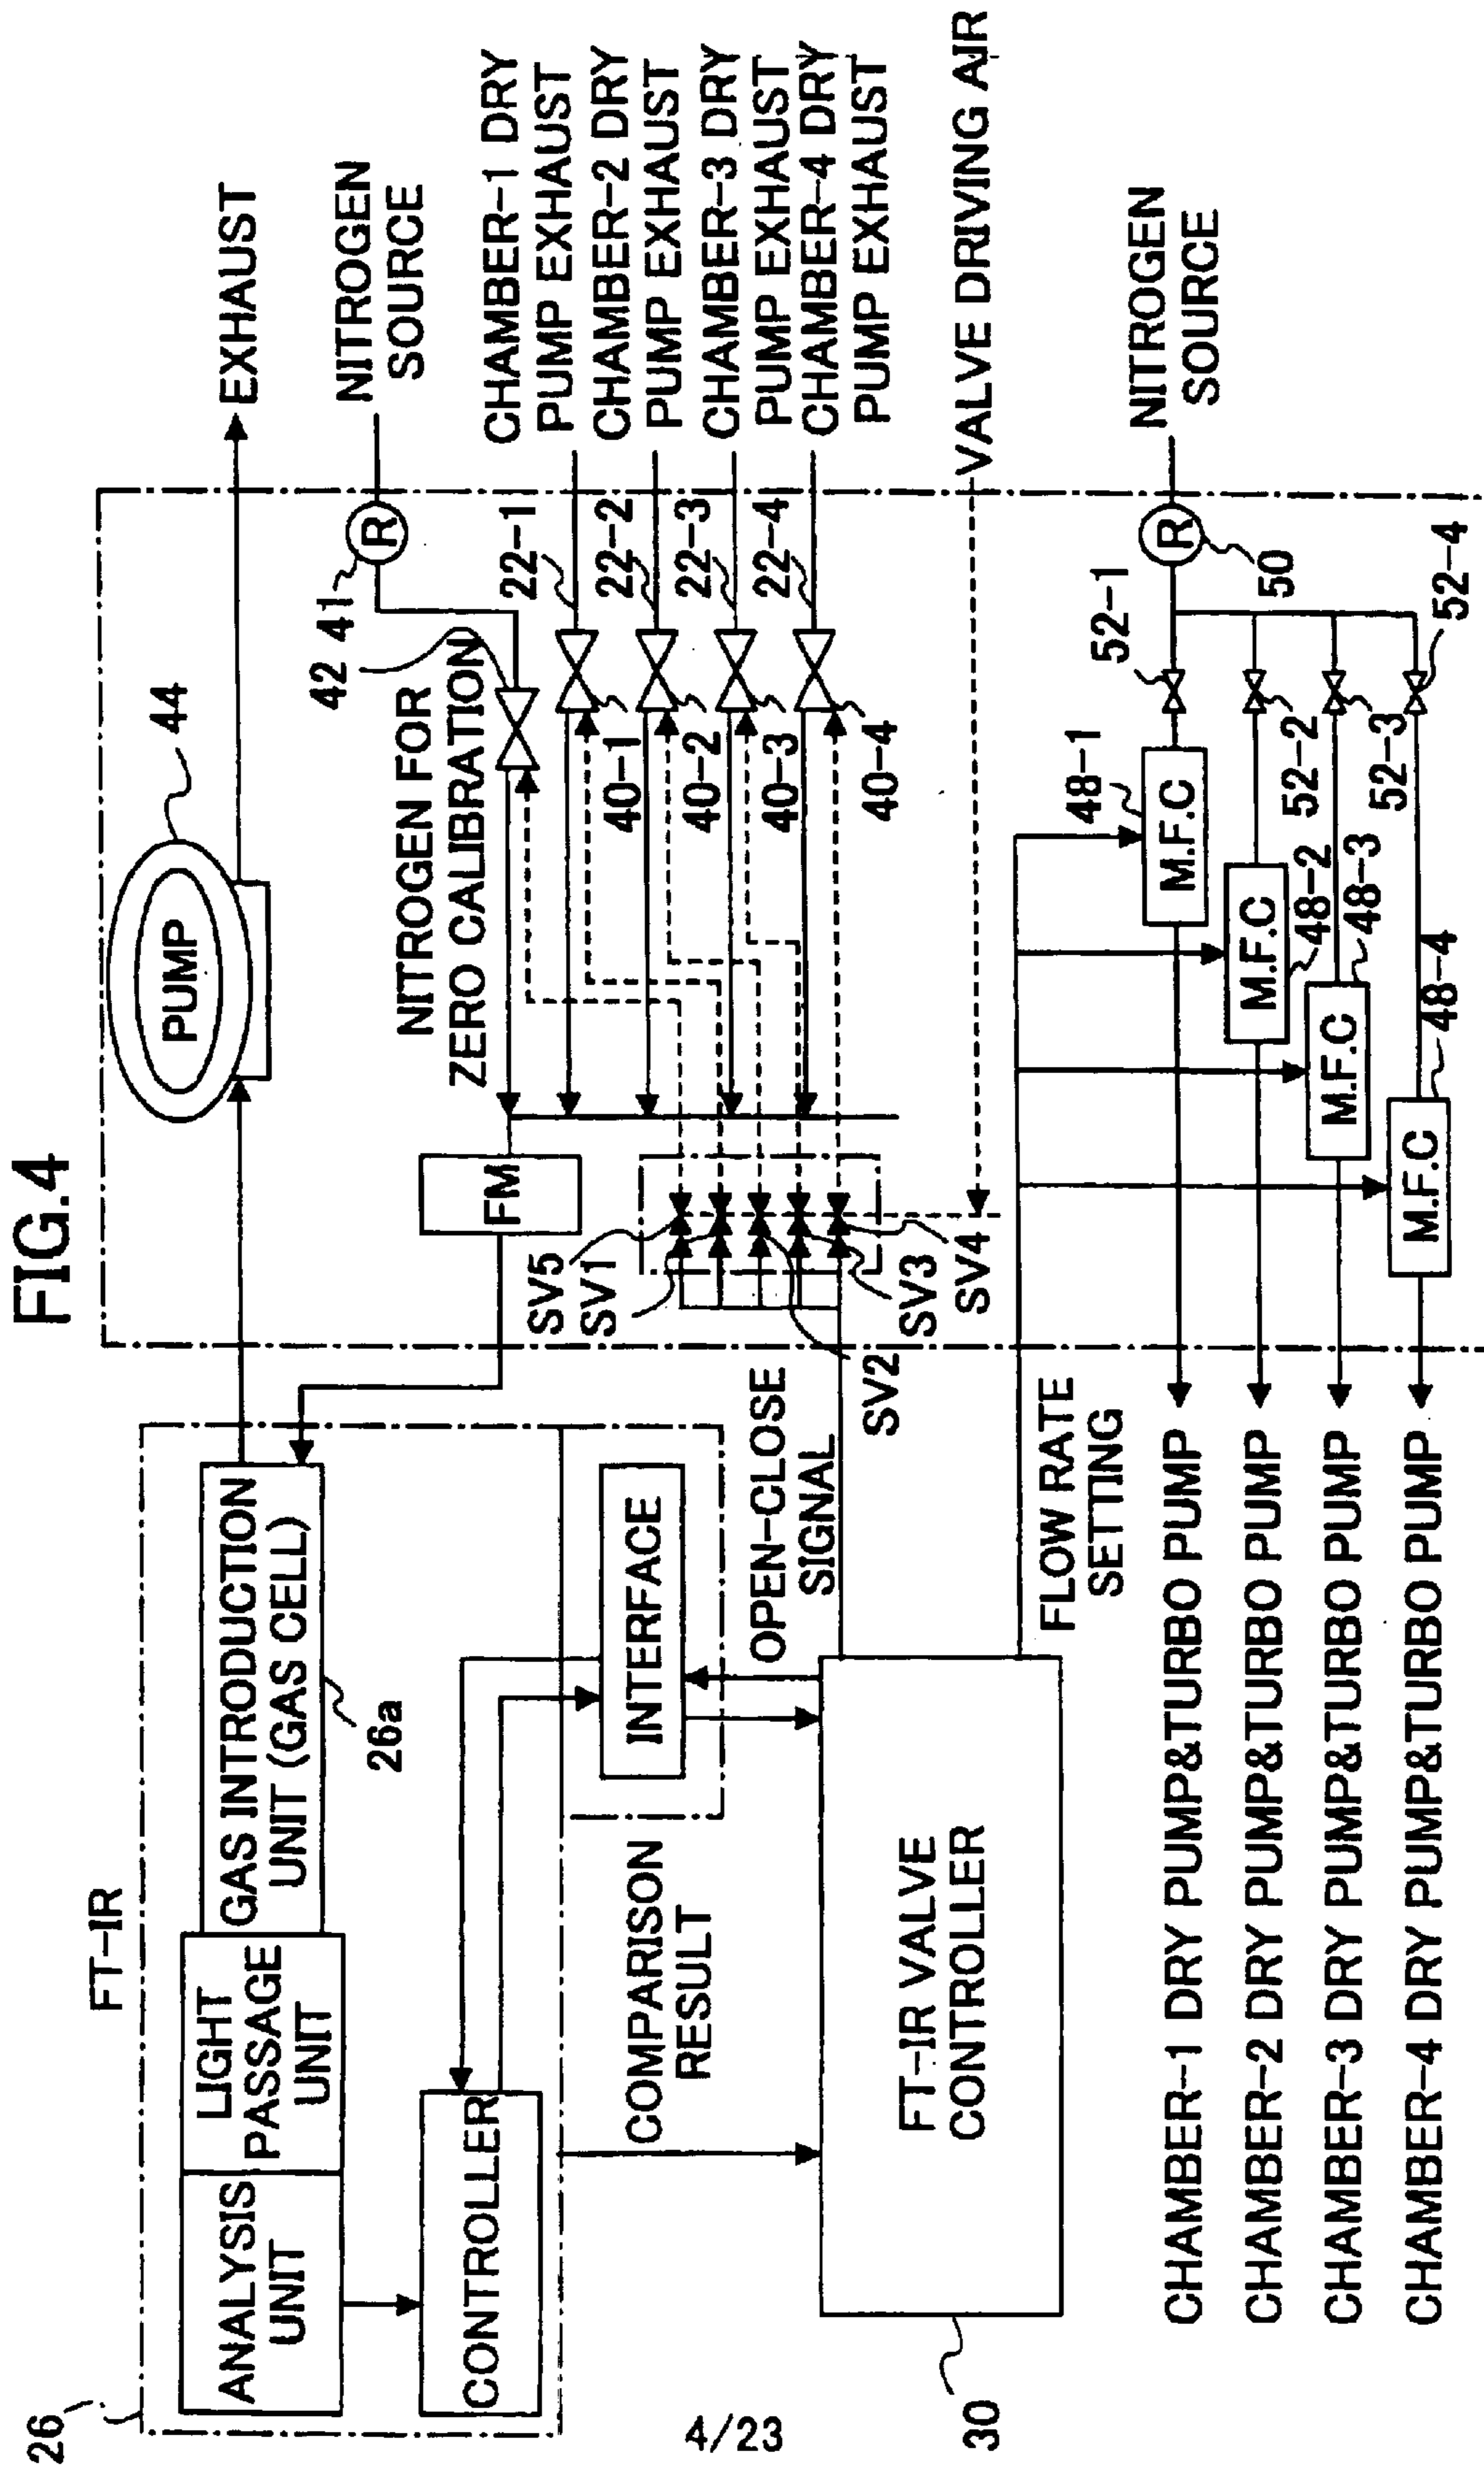 FIG.4
26
FT-IR
ANALYSIS
UNIT
LIGHT
PASSAGE
UNIT
GAS INTRODUCTION
UNIT (GAS CELL)
26a
CONTROLLER
INTERFACE
COMPARISON
RESULT
OPEN-CLOSE
SIGNAL
FT-IR VALVE
CONTROLLER
30
FLOW RATE
SETTING
PUMP
44
EXHAUST
FM
NITROGEN FOR
ZERO CALIBRATION
42
41
R
NITROGEN
SOURCE
SV5
SV1
SV2
SV3
SV4
40-1
40-2
40-3
40-4
22-1
22-2
22-3
22-4
CHAMBER-1 DRY
PUMP EXHAUST
CHAMBER-2 DRY
PUMP EXHAUST
CHAMBER-3 DRY
PUMP EXHAUST
CHAMBER-4 DRY
PUMP EXHAUST
VALVE DRIVING AIR
M.F.C
48-1
M.F.C
48-2
M.F.C
48-3
M.F.C
48-4
52-1
52-2
52-3
52-4
R
50
NITROGEN
SOURCE
CHAMBER-1 DRY PUMP&TURBO PUMP
CHAMBER-2 DRY PUMP&TURBO PUMP
CHAMBER-3 DRY PUMP&TURBO PUMP
CHAMBER-4 DRY PUMP&TURBO PUMP
4/23